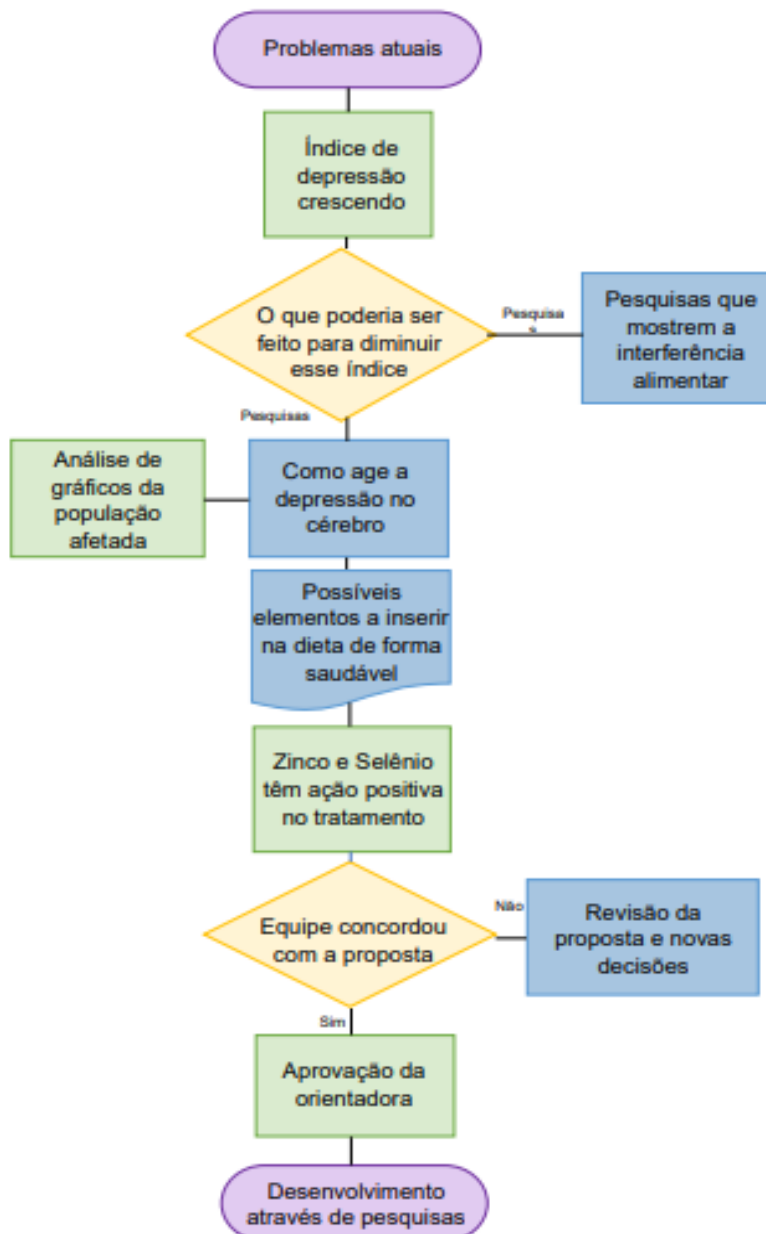 Problemas atuais
Índice de
depressão
crescendo
O que poderia ser
feito para diminuir
esse índice
Pesquisa
s
Pesquisas que
mostrem a
interferência
alimentar
Pesquisas
Análise de
gráficos da
população
afetada
Como age a
depressão no
cérebro
Possíveis
elementos a inserir
na dieta de forma
saudável
Zinco e Selênio
têm ação positiva
no tratamento
Equipe concordou
com a proposta
Não
Revisão da
proposta e novas
decisões
Sim
Aprovação da
orientadora
Desenvolvimento
através de pesquisas